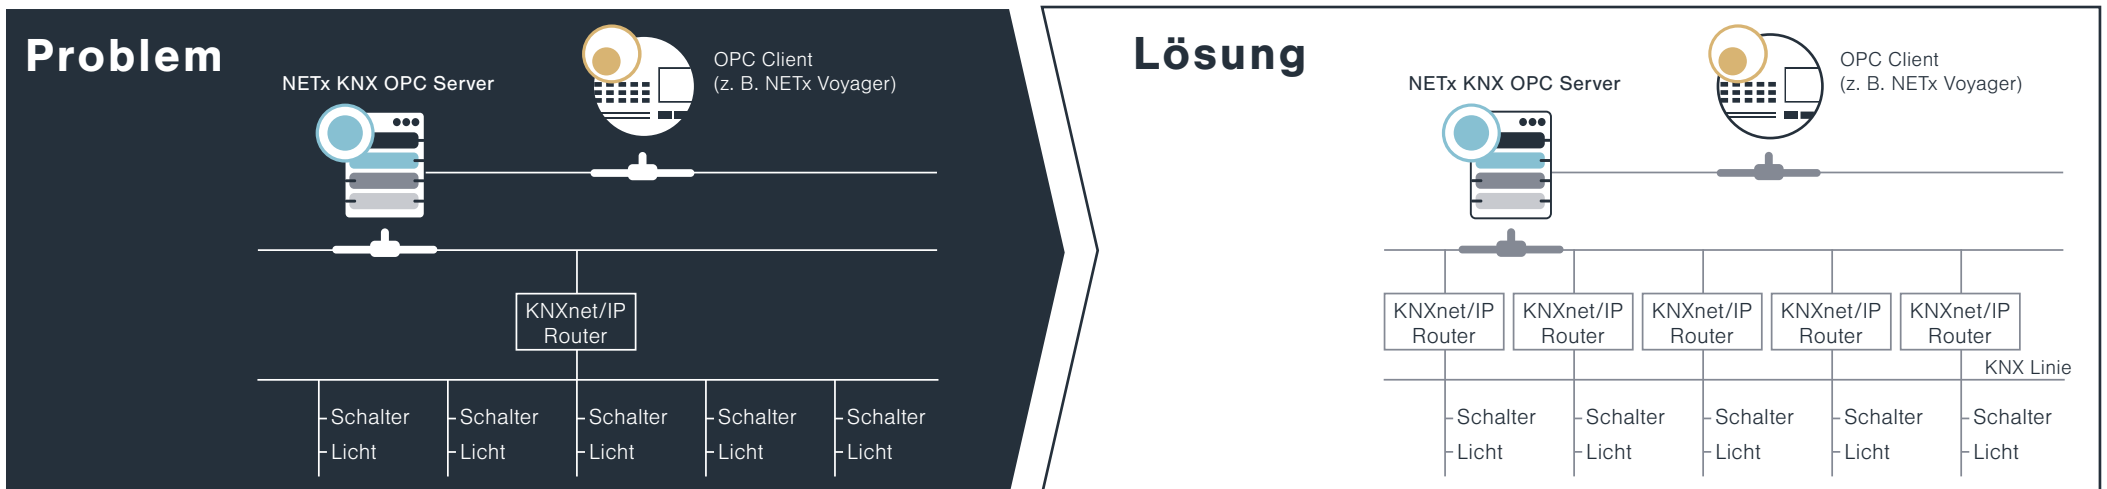 Problem
NETx KNX OPC Server
OPC Client
(z. B. NETx Voyager)
KNXnet/IP
Router
Schalter
Licht
Schalter
Licht
Schalter
Licht
Schalter
Licht
Schalter
Licht
Lösung
NETx KNX OPC Server
OPC Client
(z. B. NETx Voyager)
KNXnet/IP
Router
KNXnet/IP
Router
KNXnet/IP
Router
KNXnet/IP
Router
KNXnet/IP
Router
KNX Linie
Schalter
Licht
Schalter
Licht
Schalter
Licht
Schalter
Licht
Schalter
Licht